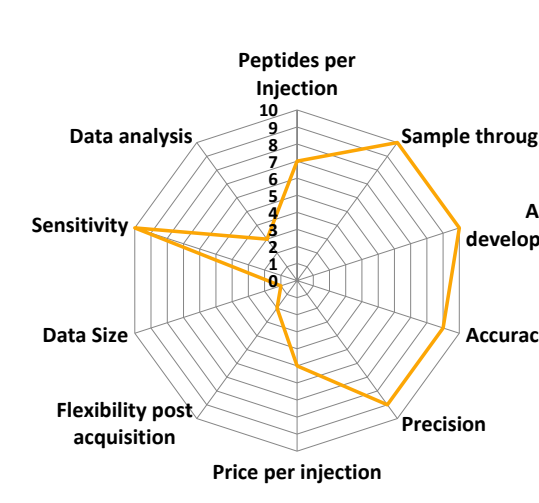 Peptides per
Injection
10
9
8
7
6
5
4
3
2
1
0
Data analysis
Sample throug
Sensitivity
A
develop
Data Size
Accurac
Flexibility post
acquisition
Precision
Price per injection